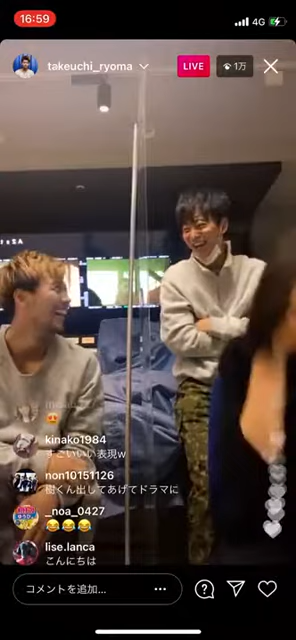 16:59
4G
takeuchi_ryoma
LIVE
1万
😍
kinako1984
すごいいい表現w
non10151126
樹くん出してあげてドラマに
_noa_0427
😂😂😂
lise.lanca
こんにちは
コメントを追加...